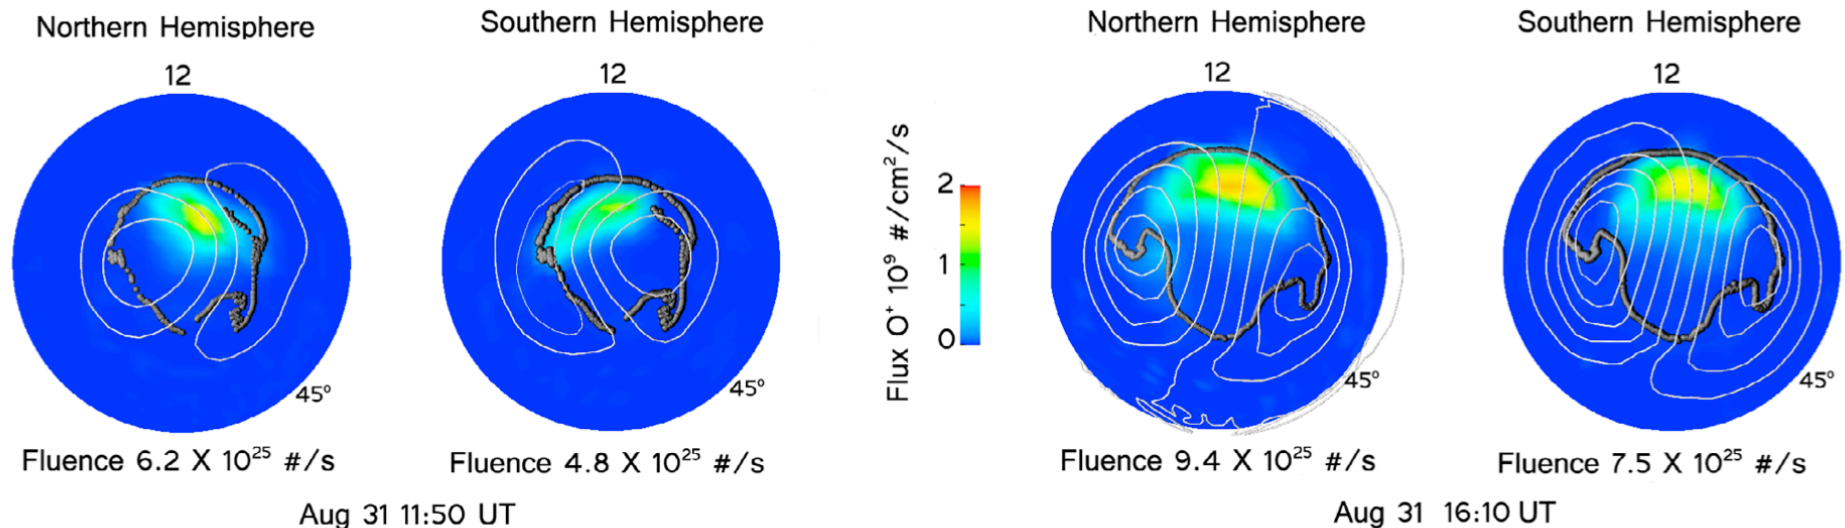 Northern Hemisphere
12
45°
Fluence 6.2 X 10²⁵ #/s
Southern Hemisphere
12
45°
Fluence 4.8 X 10²⁵ #/s
Aug 31 11:50 UT
Flux O⁺ 10⁹ #/cm²/s
2
1
0
Northern Hemisphere
12
45°
Fluence 9.4 X 10²⁵ #/s
Southern Hemisphere
12
45°
Fluence 7.5 X 10²⁵ #/s
Aug 31 16:10 UT